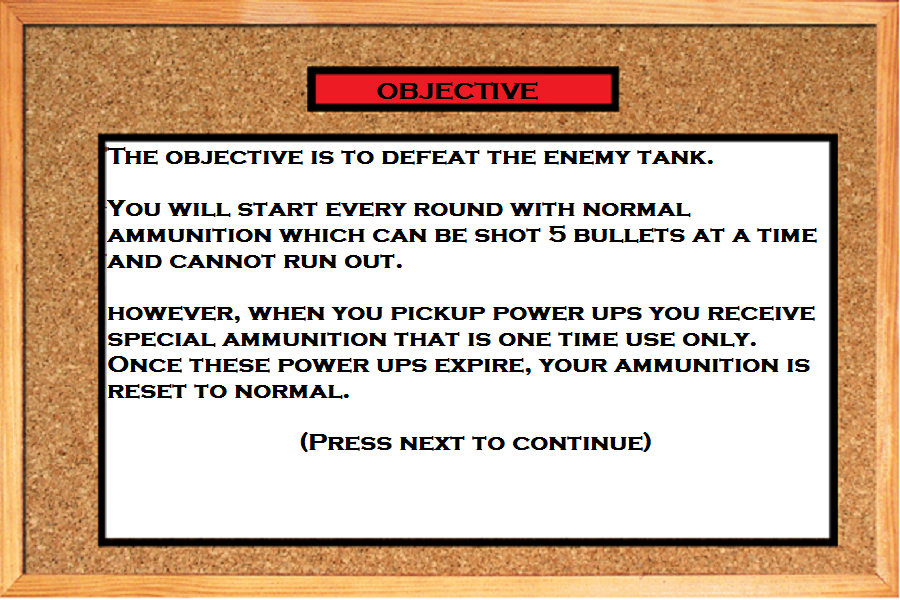 OBJECTIVE
The objective is to defeat the enemy tank.
You will start every round with normal
ammunition which can be shot 5 bullets at a time
and cannot run out.
however, when you pickup power ups you receive
special ammunition that is one time use only.
Once these power ups expire, your ammunition is
reset to normal.
(Press next to continue)